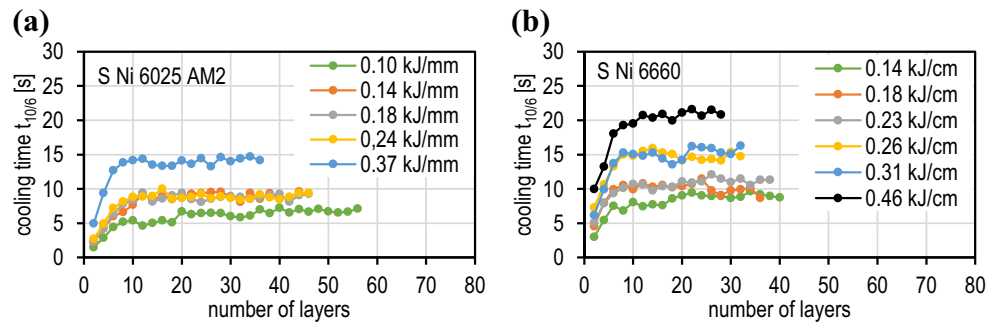 (a)
cooling time t10/6 [s]
30
25
20
15
10
5
0
S Ni 6025 AM2
0.10 kJ/mm
0.14 kJ/mm
0.18 kJ/mm
0,24 kJ/mm
0.37 kJ/mm
0 10 20 30 40 50 60 70 80
number of layers
(b)
cooling time t10/6 [s]
30
25
20
15
10
5
0
S Ni 6660
0.14 kJ/cm
0.18 kJ/cm
0.23 kJ/cm
0.26 kJ/cm
0.31 kJ/cm
0.46 kJ/cm
0 10 20 30 40 50 60 70 80
number of layers